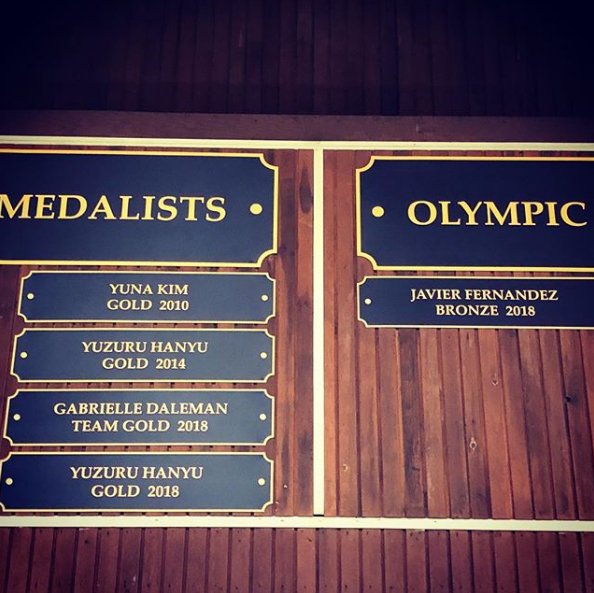 MEDALISTS
YUNA KIM
GOLD 2010
YUZURU HANYU
GOLD 2014
GABRIELLE DALEMAN
TEAM GOLD 2018
YUZURU HANYU
GOLD 2018
OLYMPIC
JAVIER FERNANDEZ
BRONZE 2018